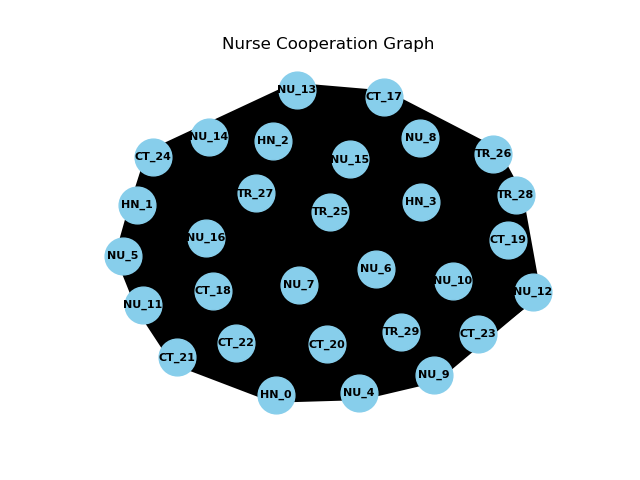 Nurse Cooperation Graph
NU_13
CT_17
NU_14
HN_2
NU_8
CT_24
NU_15
TR_26
TR_27
TR_28
HN_1
TR_25
HN_3
NU_16
CT_19
NU_5
NU_6
NU_7
NU_10
CT_18
NU_12
NU_11
TR_29
CT_23
CT_22
CT_20
CT_21
NU_9
HN_0
NU_4